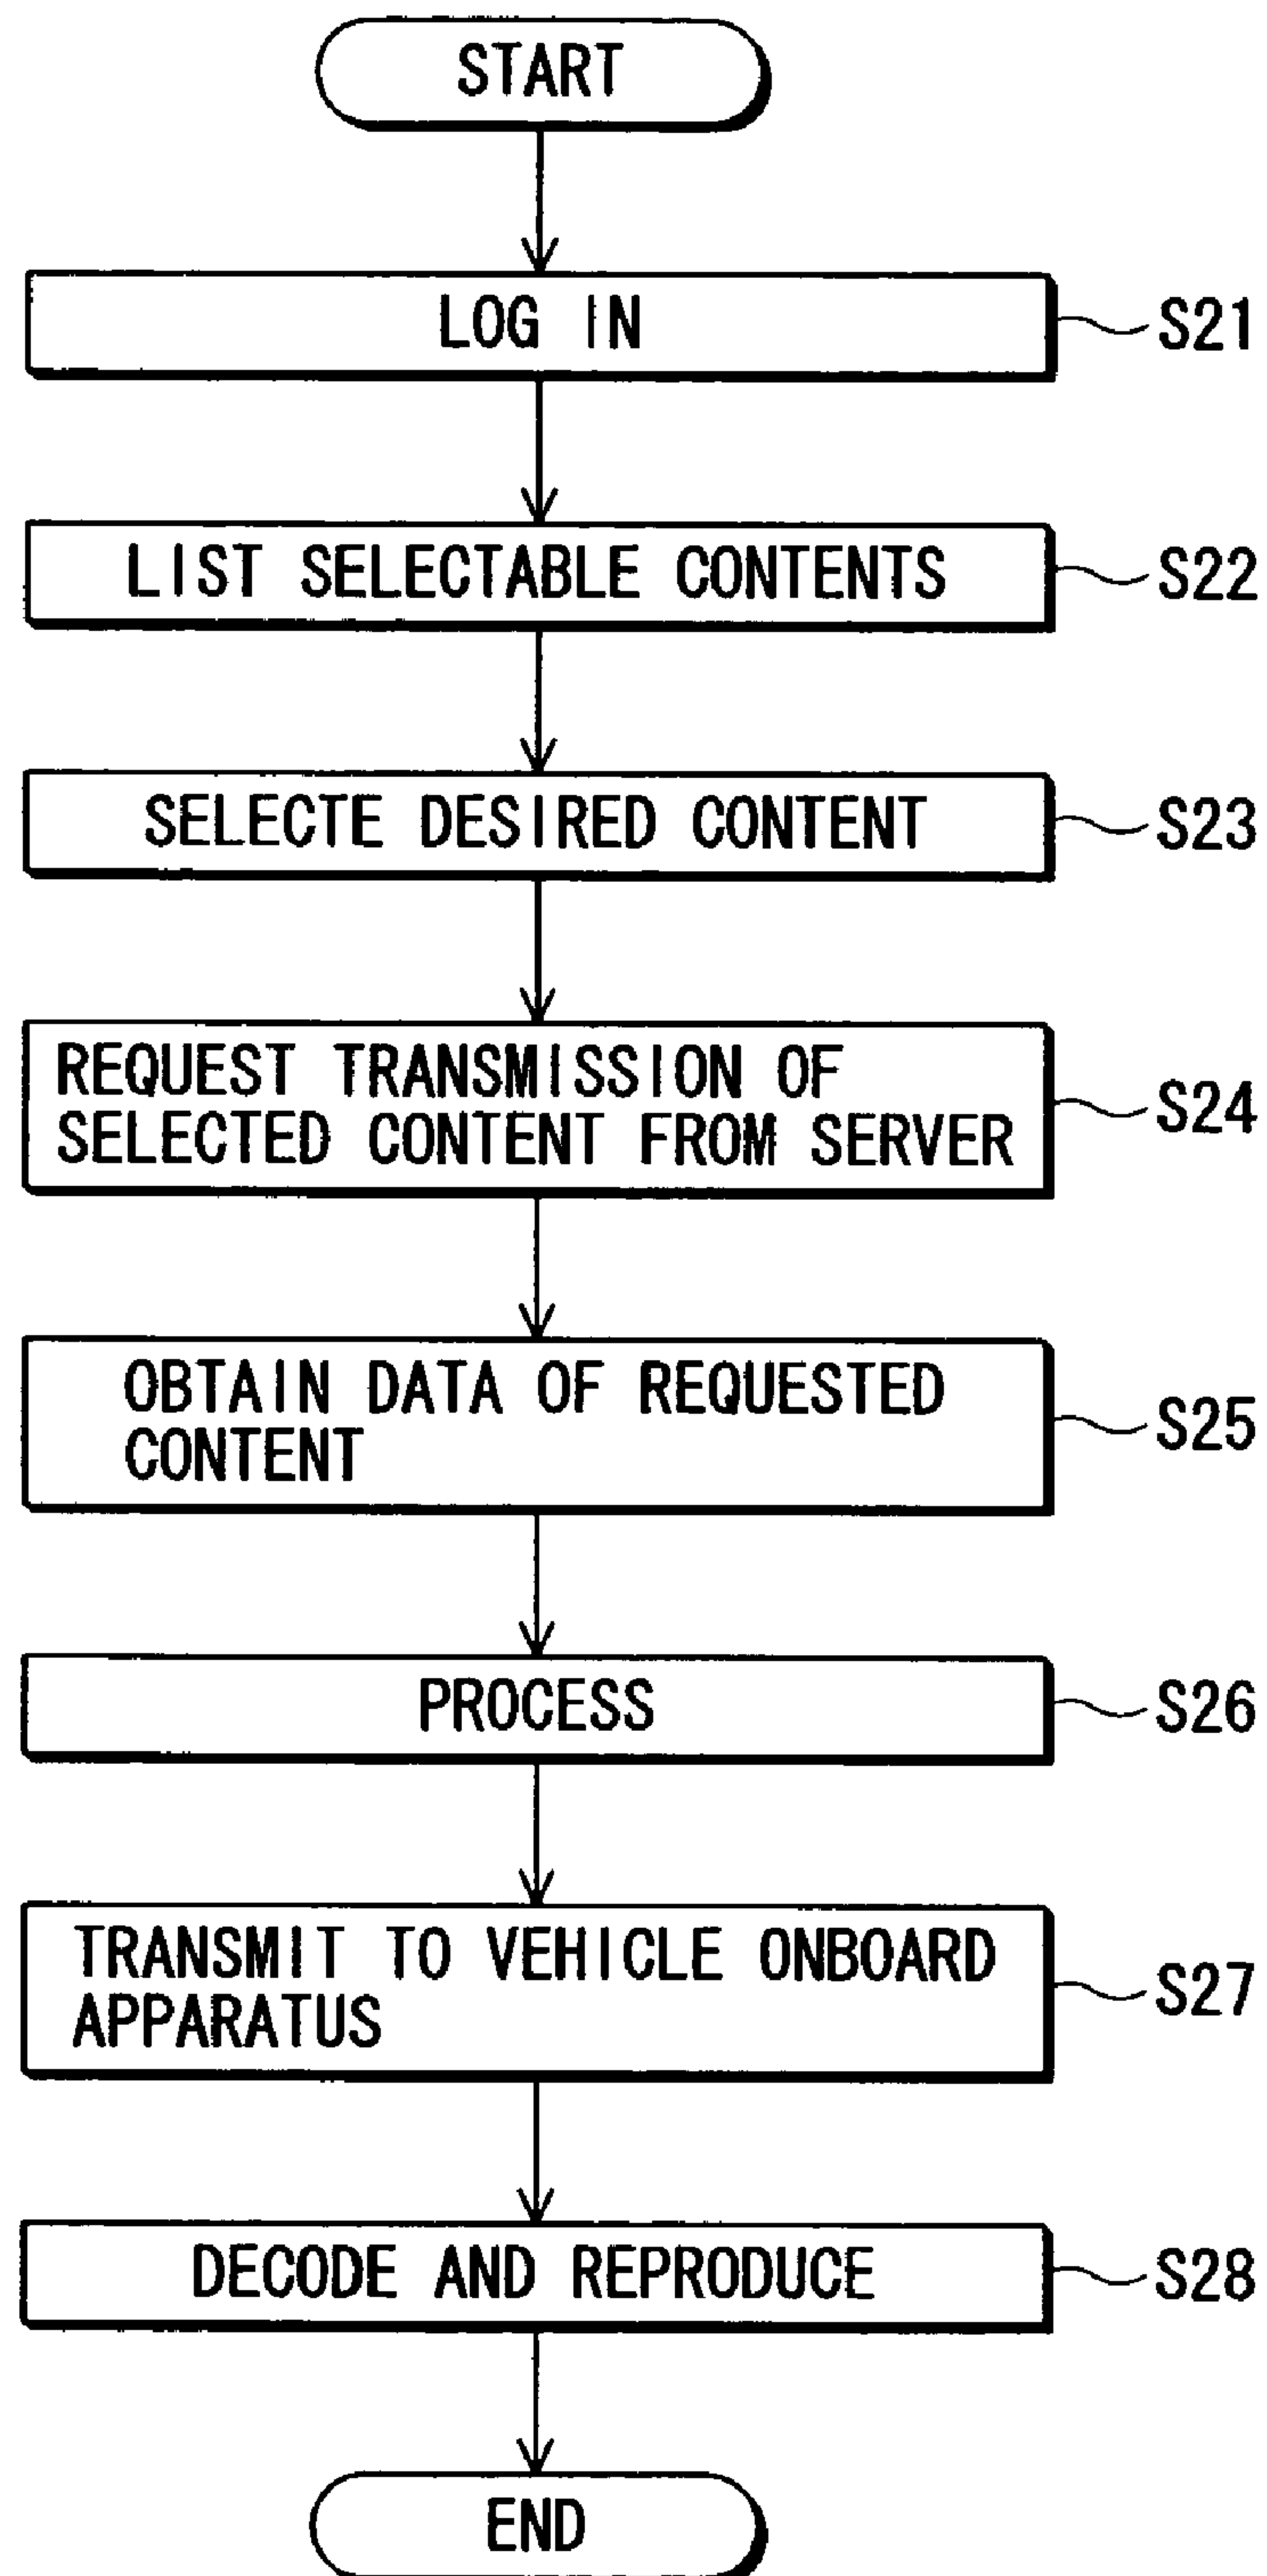 START
LOG IN
S21
LIST SELECTABLE CONTENTS
S22
SELECTE DESIRED CONTENT
S23
REQUEST TRANSMISSION OF
SELECTED CONTENT FROM SERVER
S24
OBTAIN DATA OF REQUESTED
CONTENT
S25
PROCESS
S26
TRANSMIT TO VEHICLE ONBOARD
APPARATUS
S27
DECODE AND REPRODUCE
S28
END